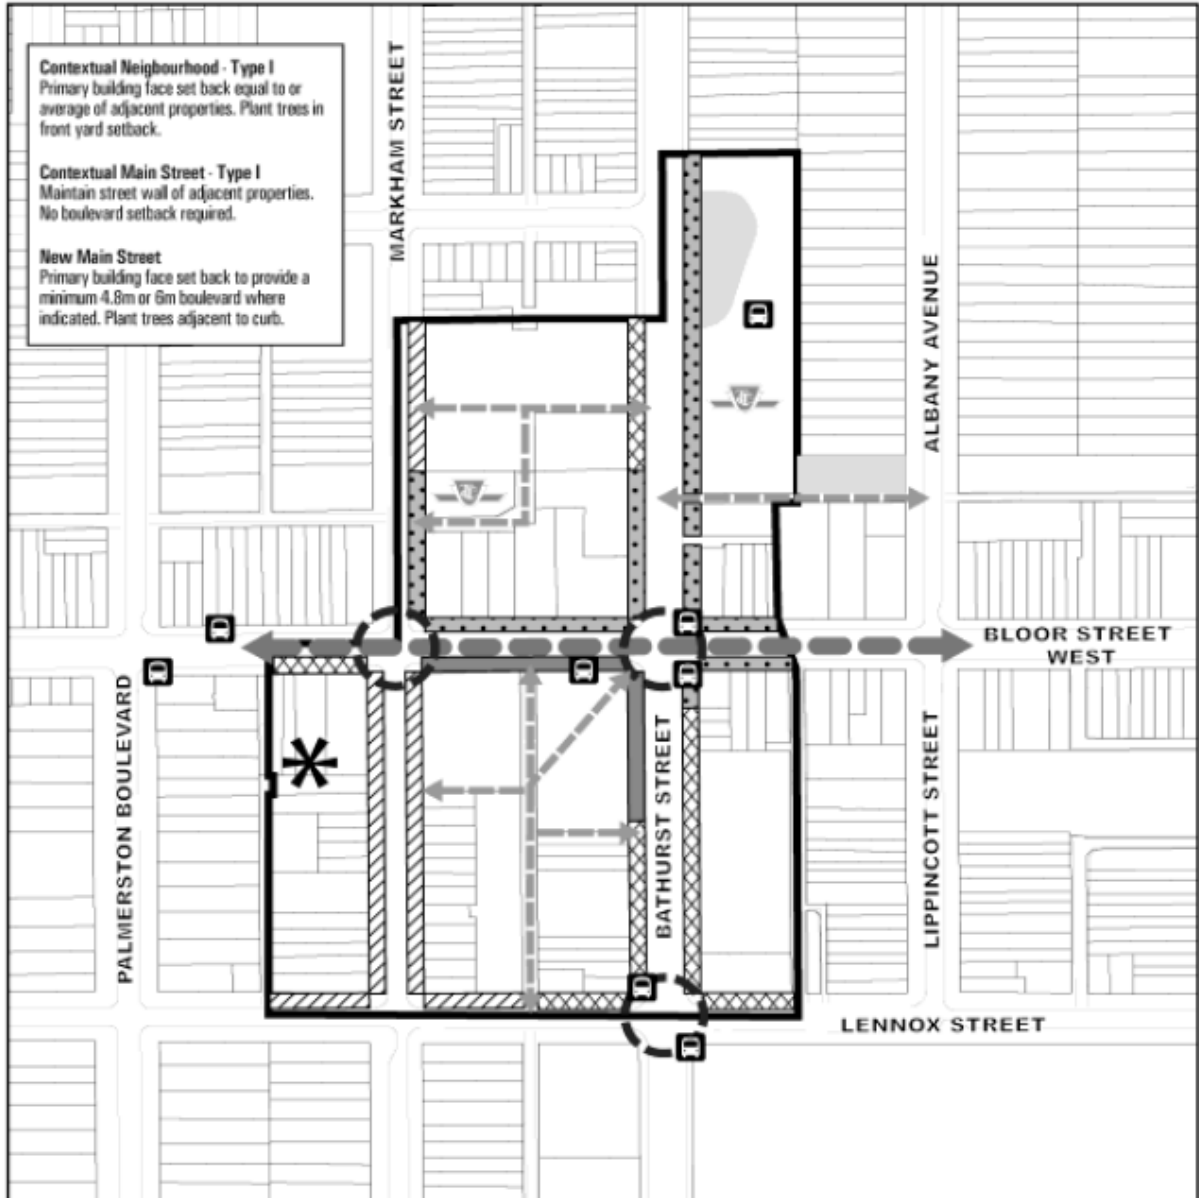 Contextual Neigbourhood - Type I
Primary building face set back equal to or
average of adjacent properties. Plant trees in
front yard setback.
Contextual Main Street - Type I
Maintain street wall of adjacent properties.
No boulevard setback required.
New Main Street
Primary building face set back to provide a
minimum 4.8m or 6m boulevard where
indicated. Plant trees adjacent to curb.
MARKHAM STREET
ALBANY AVENUE
BLOOR STREET
WEST
PALMERSTON BOULEVARD
BATHURST STREET
LIPPINCOTT STREET
LENNOX STREET